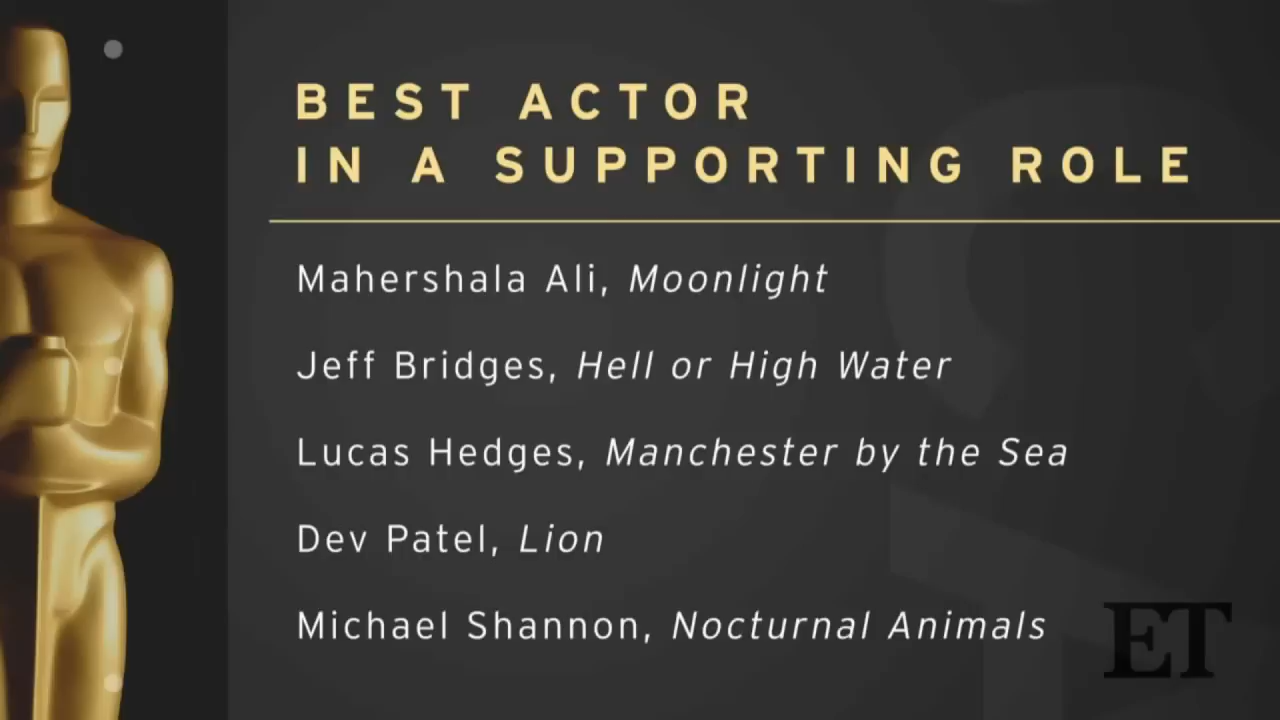 BEST ACTOR
IN A SUPPORTING ROLE
Mahershala Ali, Moonlight
Jeff Bridges, Hell or High Water
Lucas Hedges, Manchester by the Sea
Dev Patel, Lion
Michael Shannon, Nocturnal Animals
ET